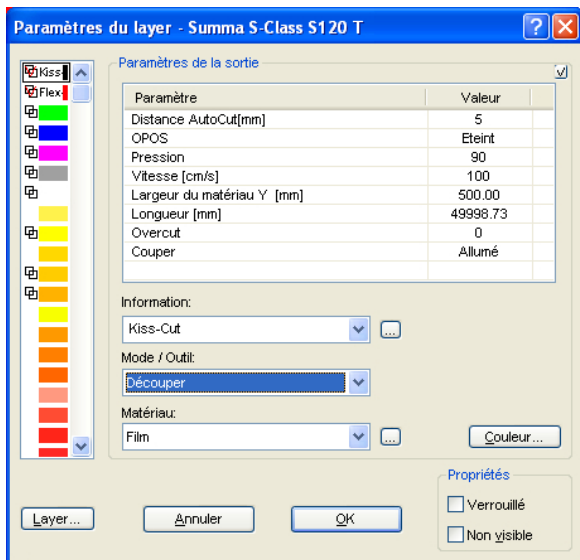 Paramètres du layer - Summa S-Class S120 T
Kiss-
Flex-
Paramètres de la sortie
Paramètre Valeur
Distance AutoCut[mm] 5
OPOS Eteint
Pression 90
Vitesse [cm/s] 100
Largeur du matériau Y [mm] 500.00
Longueur [mm] 49998.73
Overcut 0
Couper Allumé
Information:
Kiss-Cut
...
Mode / Outil:
Découper
Matériau:
Film
...
Couleur...
Propriétés
Verrouillé
Non visible
Layer...
Annuler
OK